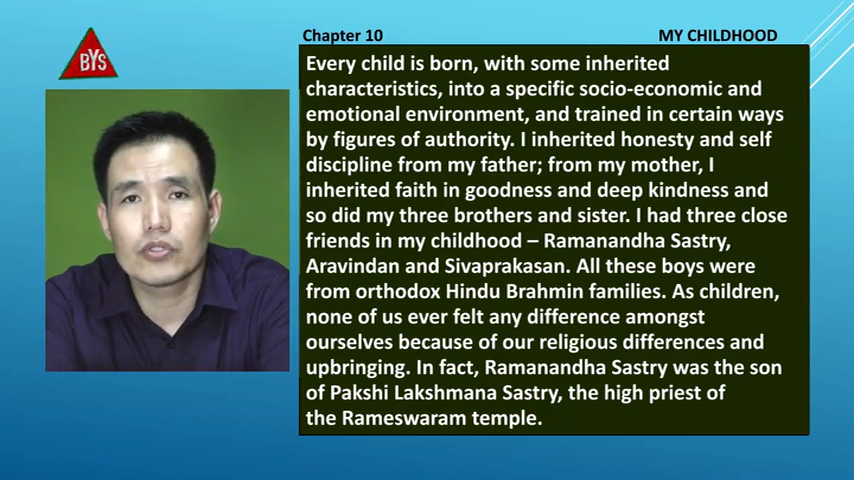 BYS
Chapter 10
MY CHILDHOOD
Every child is born, with some inherited
characteristics, into a specific socio-economic and
emotional environment, and trained in certain ways
by figures of authority. I inherited honesty and self
discipline from my father; from my mother, I
inherited faith in goodness and deep kindness and
so did my three brothers and sister. I had three close
friends in my childhood – Ramanandha Sastry,
Aravindan and Sivaprakasan. All these boys were
from orthodox Hindu Brahmin families. As children,
none of us ever felt any difference amongst
ourselves because of our religious differences and
upbringing. In fact, Ramanandha Sastry was the son
of Pakshi Lakshmana Sastry, the high priest of
the Rameswaram temple.